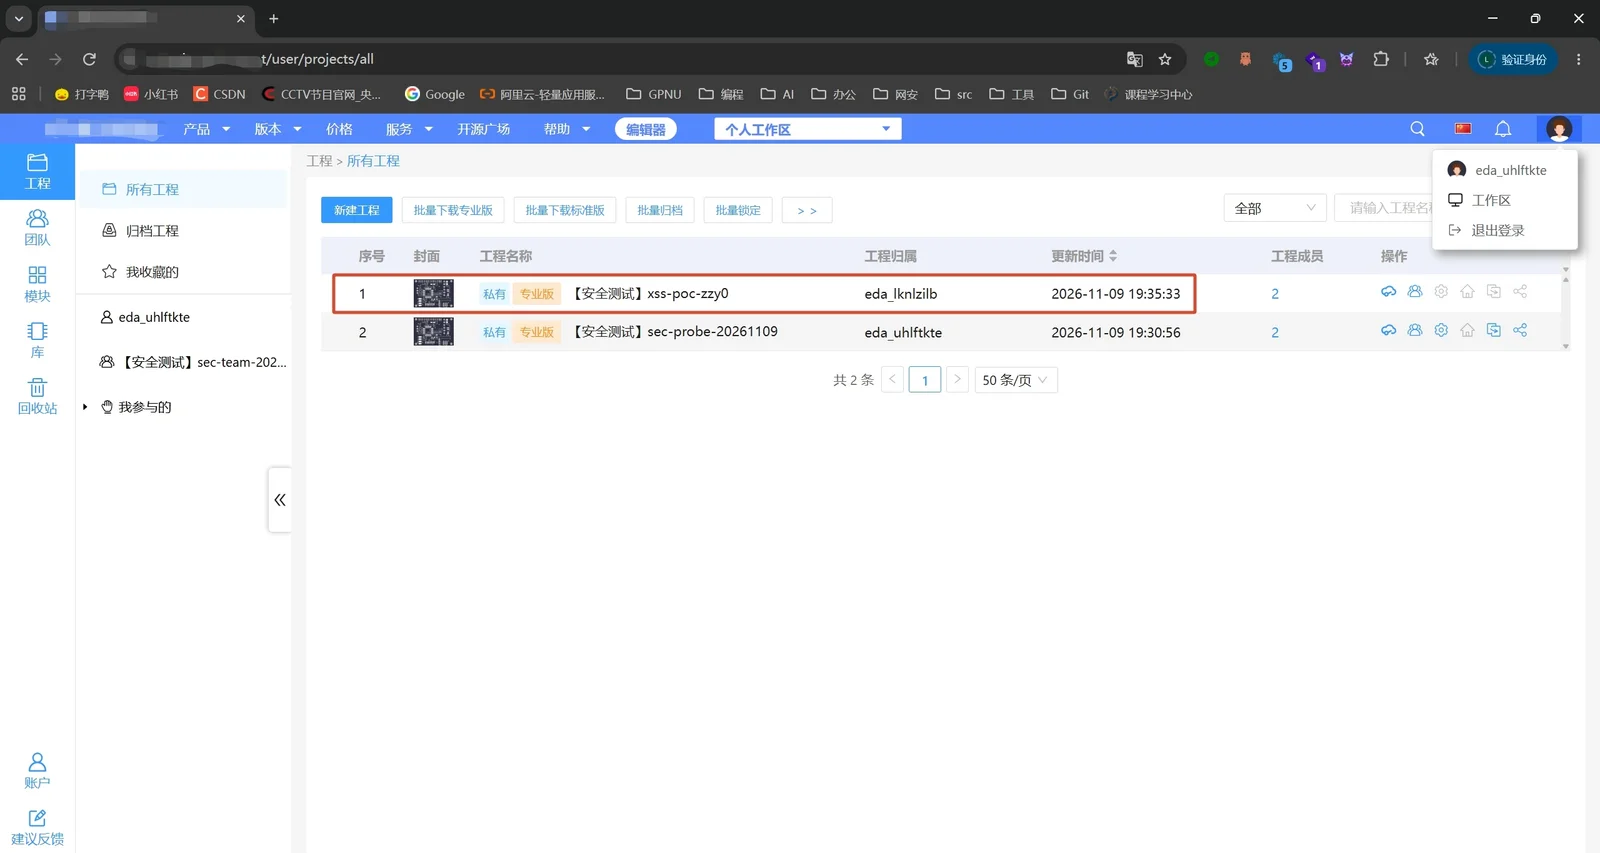 t/user/projects/all
5
1
验证身份
打字鸭
小红书
CSDN
CCTV节目官网_央...
Google
阿里云-轻量应用服...
GPNU
编程
AI
办公
网安
src
工具
Git
课程学习中心
产品
版本
价格
服务
开源广场
帮助
编辑器
个人工作区
工程
团队
模块
库
回收站
账户
建议反馈
所有工程
归档工程
我收藏的
eda_uhlftkte
【安全测试】sec-team-202...
我参与的
工程 > 所有工程
新建工程 批量下载专业版 批量下载标准版 批量归档 批量锁定 > >
全部
请输入工程名
eda_uhlftkte
工作区
退出登录
序号 封面 工程名称 工程归属 更新时间 工程成员 操作
1 私有 专业版 【安全测试】xss-poc-zzy0 eda_lknlzilb 2026-11-09 19:35:33 2
2 私有 专业版 【安全测试】sec-probe-20261109 eda_uhlftkte 2026-11-09 19:30:56 2
共 2 条 < 1 > 50 条/页